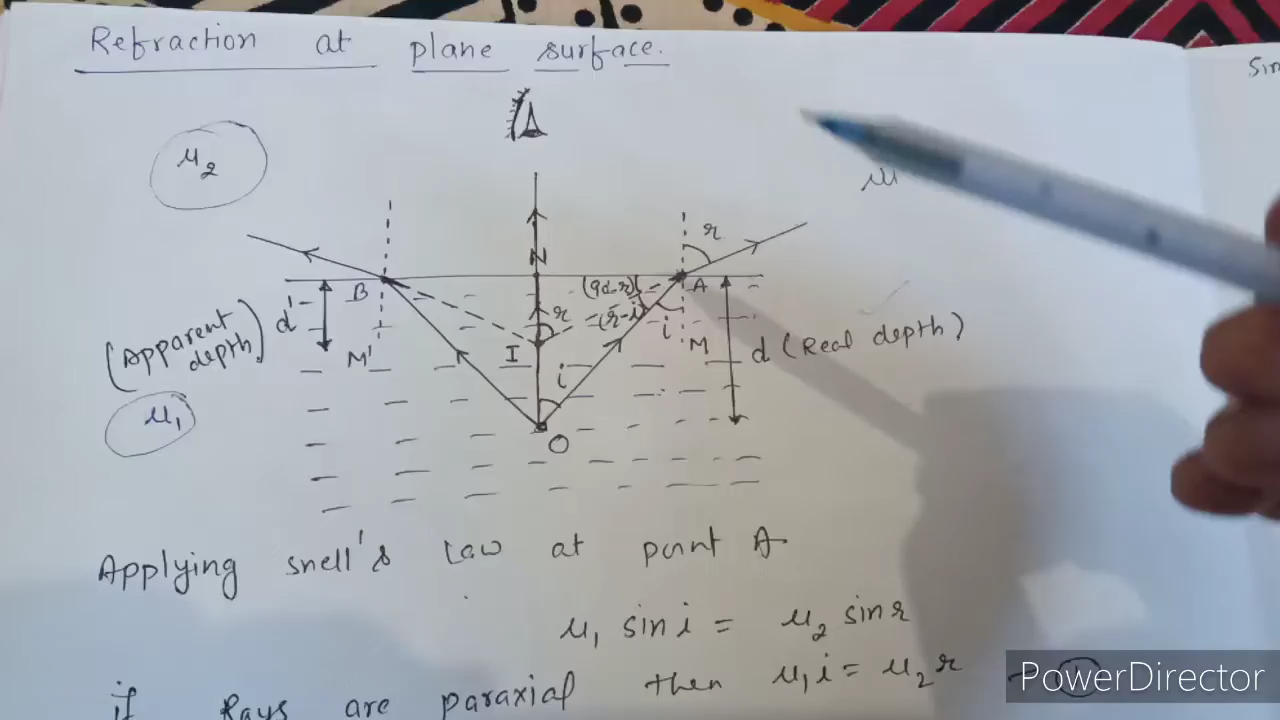 Refraction at plane surface.
Sin
μ2
μ
r
N
B
(90-r)
A
d'
r
(r-i)
i
(Apparent depth)
M'
I
M
d (Real depth)
i
μ1
O
Applying snell's Law at point A
μ1 sin i = μ2 sin r
if Rays are paraxial then μ1 i = μ2 r
PowerDirector